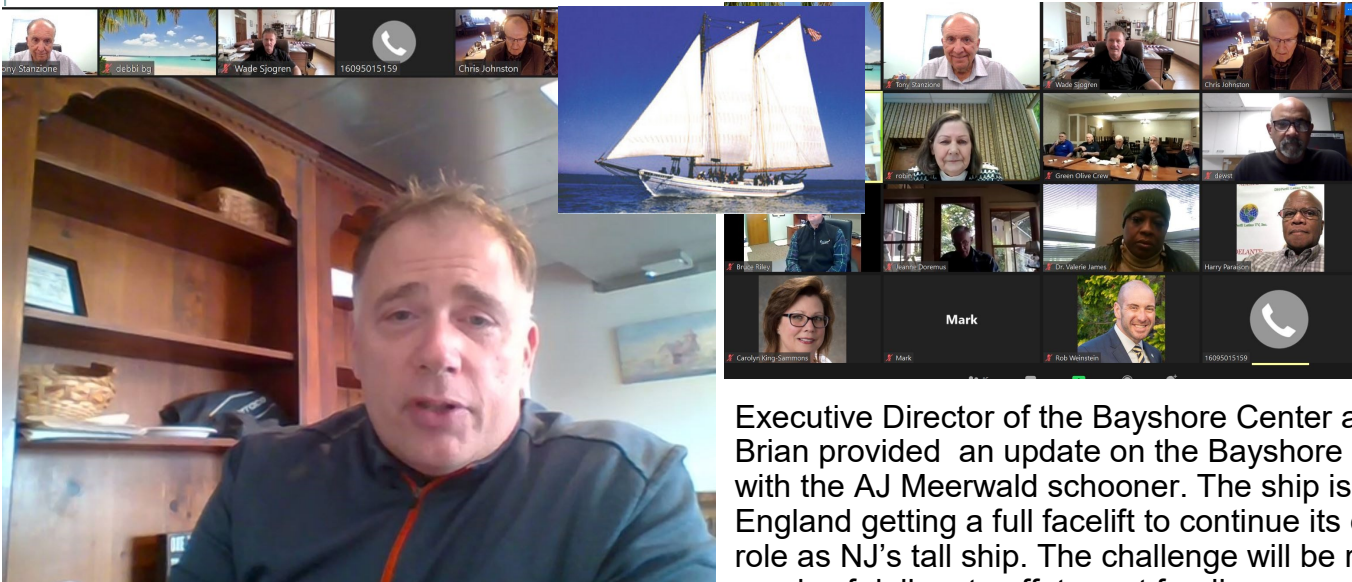 ony Stanzione
debbi bg
Wade Sjogren
16095015159
Chris Johnston
Tony Stanzione
Wade Sjogren
Chris Johnston
robin
Green Olive Crew
dawst
Bruce Riley
Jeanne Doremus
Dr. Valerie James
Harry Paraison
Carolyn King-Sammons
Mark
Mark
Rob Weinstein
16095015159
Executive Director of the Bayshore Center a
Brian provided an update on the Bayshore
with the AJ Meerwald schooner. The ship is
England getting a full facelift to continue its
role as NJ’s tall ship. The challenge will be